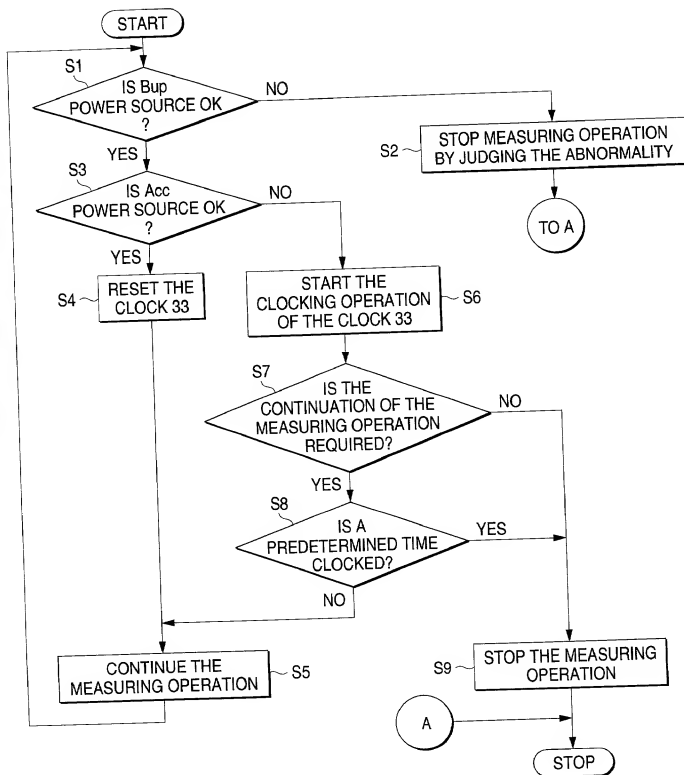 START
S1
IS Bup
POWER SOURCE OK
?
NO
YES
S2
STOP MEASURING OPERATION
BY JUDGING THE ABNORMALITY
TO A
S3
IS Acc
POWER SOURCE OK
?
NO
YES
S4
RESET THE
CLOCK 33
START THE
CLOCKING OPERATION
OF THE CLOCK 33
S6
S7
IS THE
CONTINUATION OF THE
MEASURING OPERATION
REQUIRED?
NO
YES
S8
IS A
PREDETERMINED TIME
CLOCKED?
YES
NO
CONTINUE THE
MEASURING OPERATION
S5
S9
STOP THE MEASURING
OPERATION
A
STOP